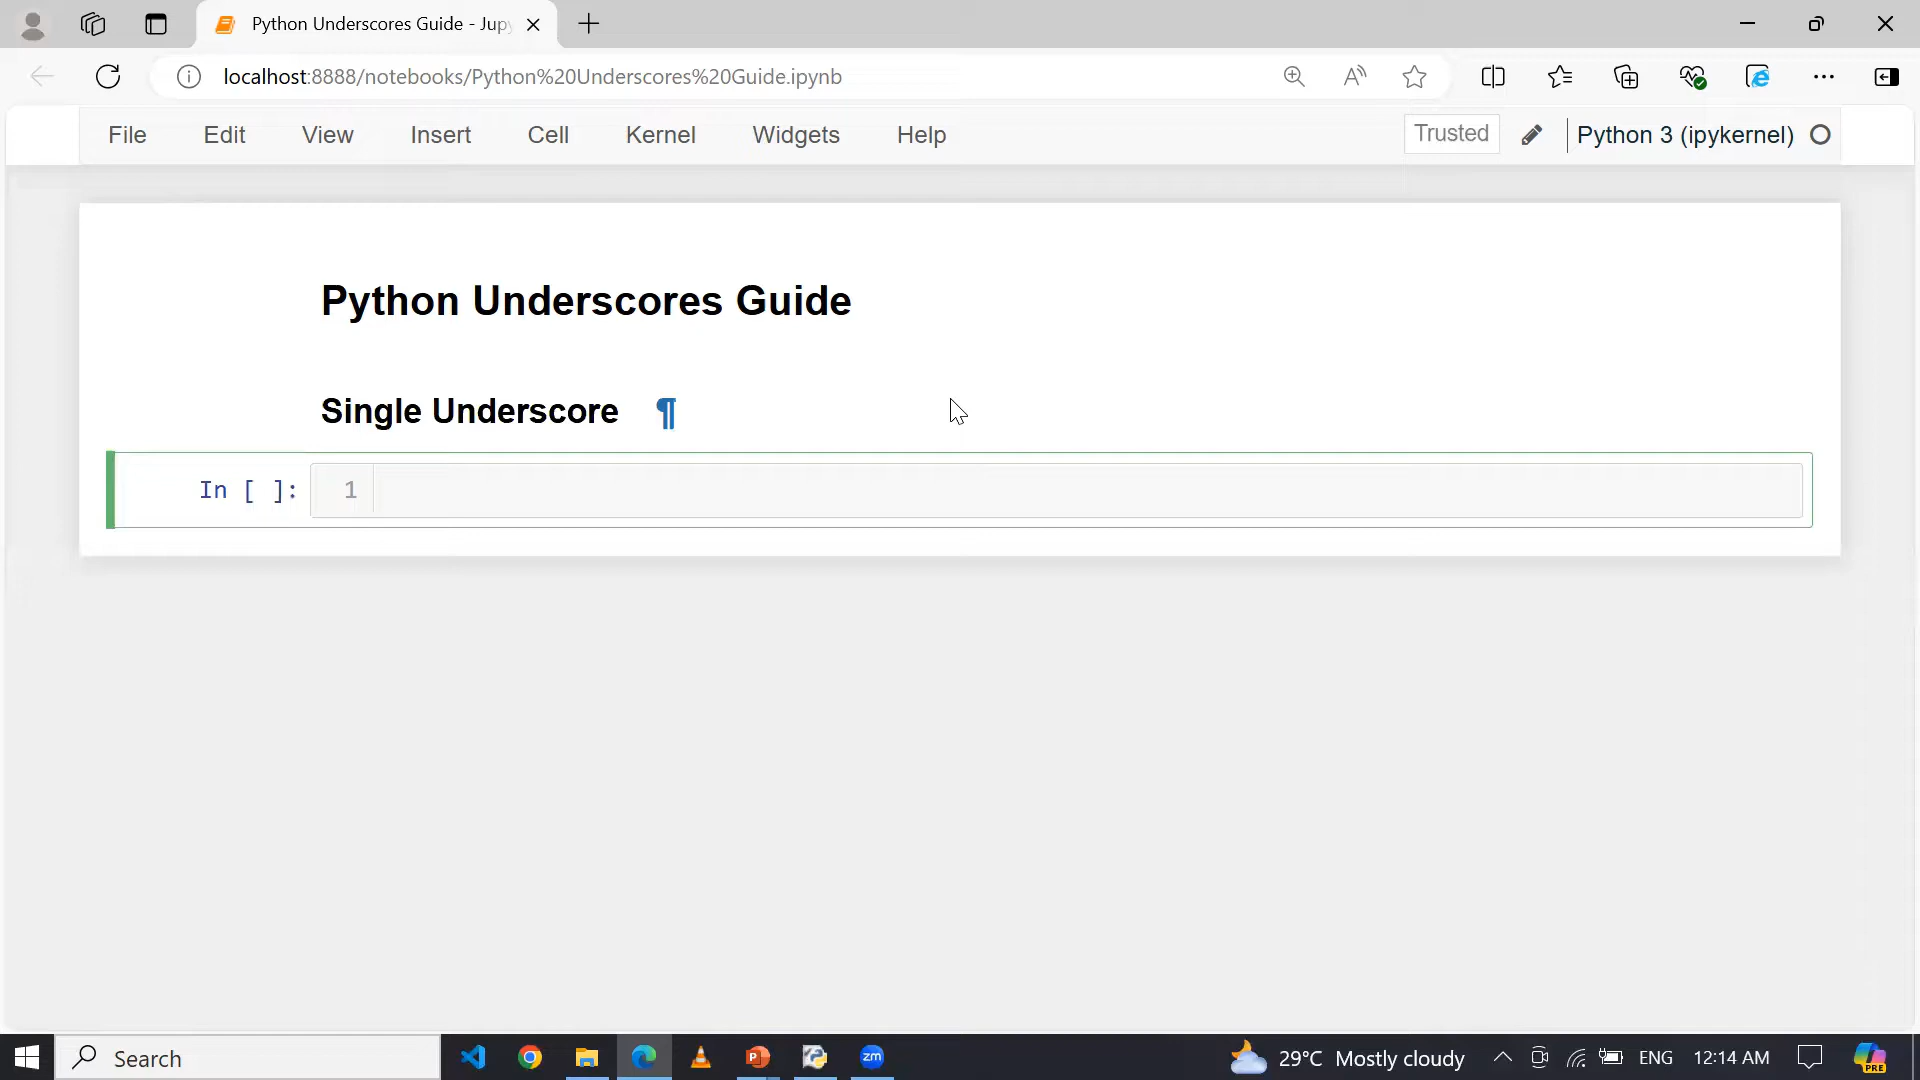 Python Underscores Guide - Jup
localhost:8888/notebooks/Python%20Underscores%20Guide.ipynb
File Edit View Insert Cell Kernel Widgets Help Trusted Python 3 (ipykernel)
Python Underscores Guide
Single Underscore ¶
In [ ]: 1
Search zm 29°C Mostly cloudy ENG 12:14 AM PRE